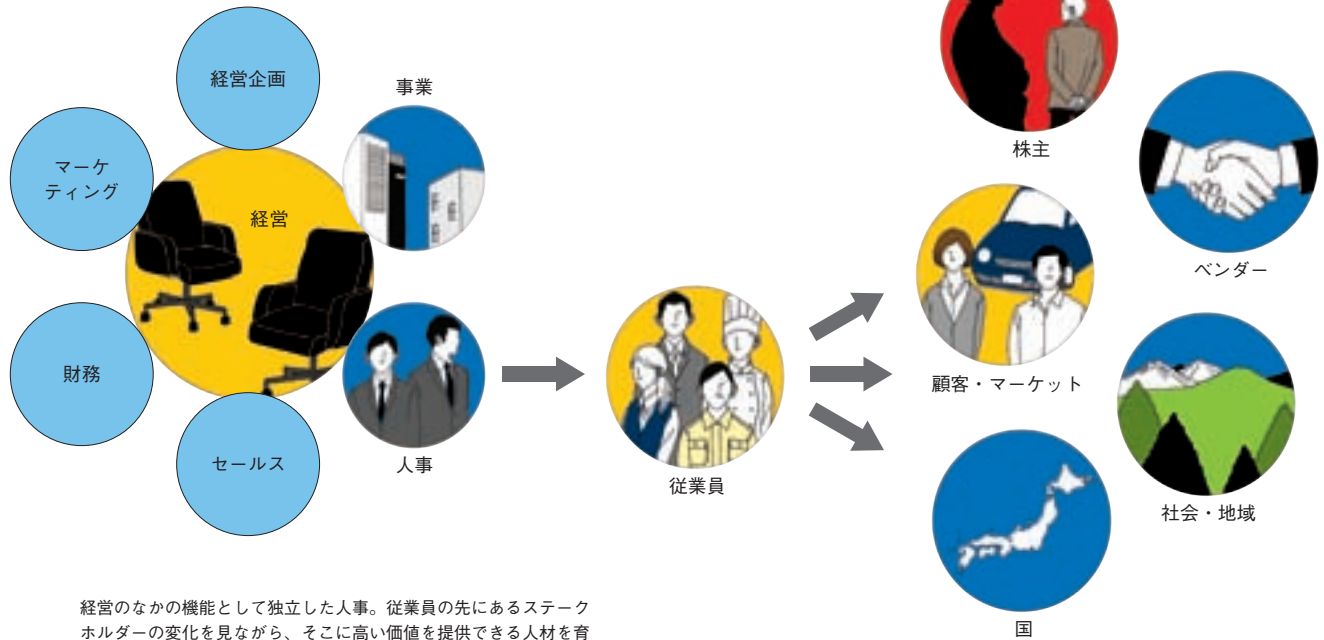 経営企画
事業
マーケ
ティング
経営
財務
セールス
人事
従業員
株主
ベンダー
顧客・マーケット
社会・地域
国
経営のなかの機能として独立した人事。従業員の先にあるステーク
ホルダーの変化を見ながら、そこに高い価値を提供できる人材を育